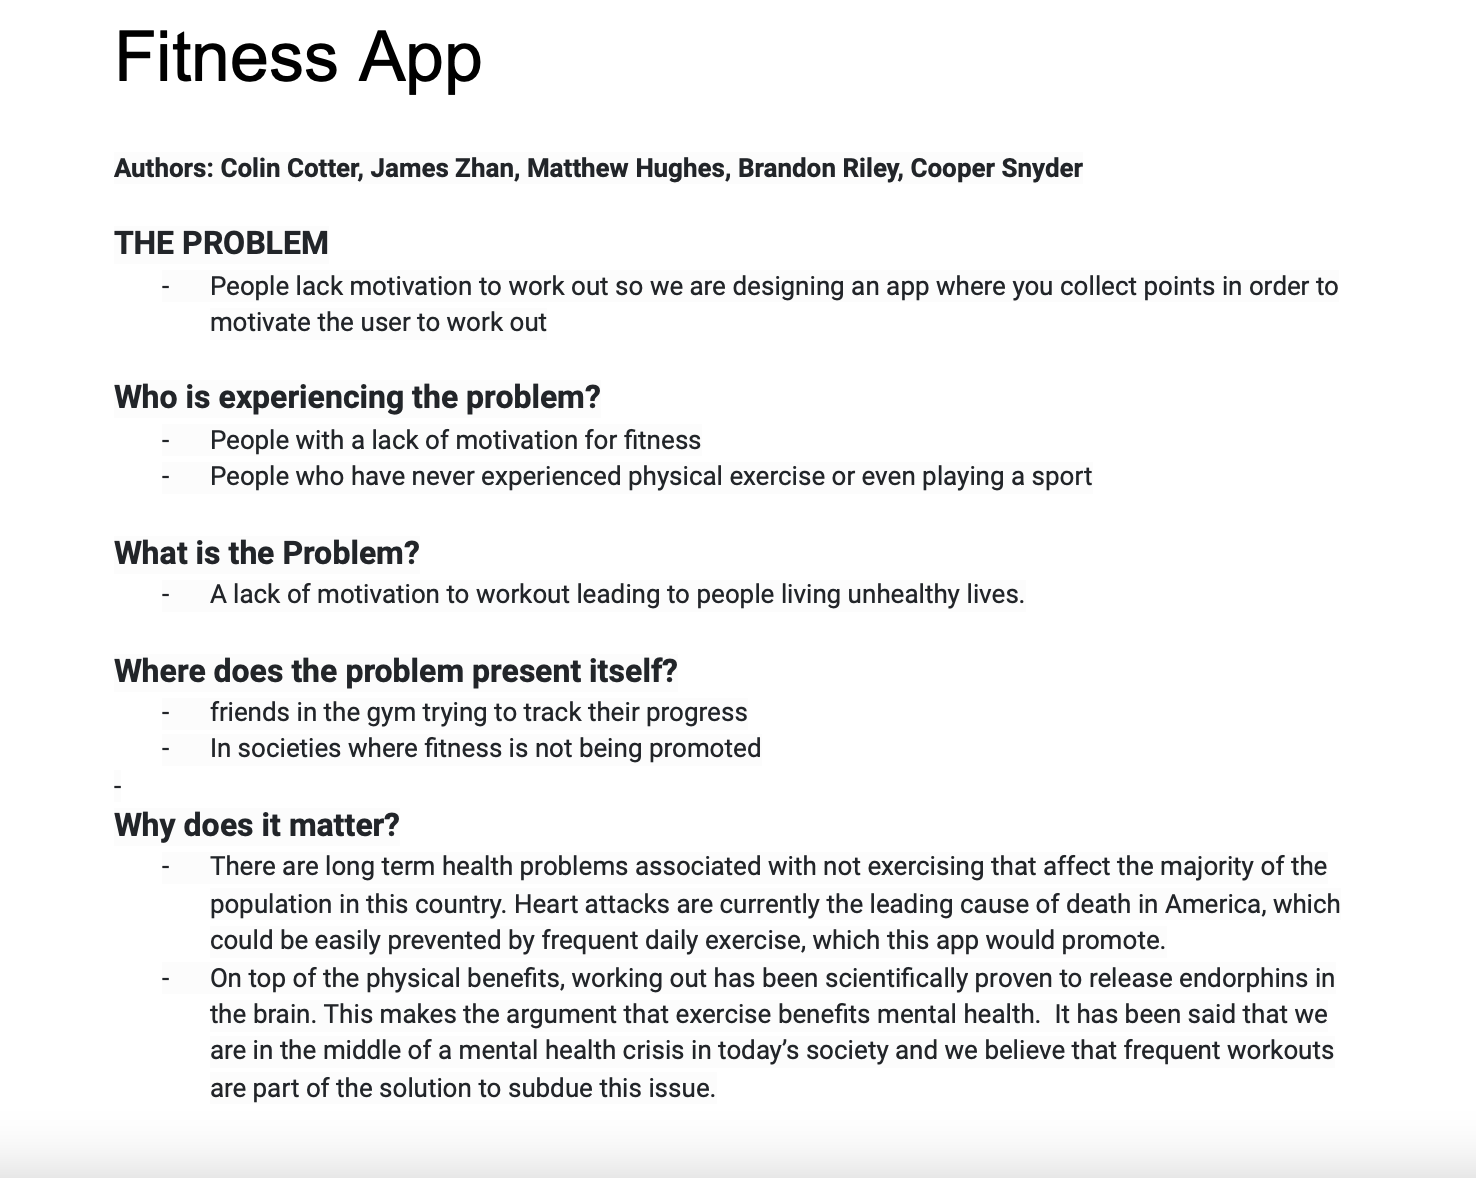 Fitness App
Authors: Colin Cotter, James Zhan, Matthew Hughes, Brandon Riley, Cooper Snyder
THE PROBLEM
- People lack motivation to work out so we are designing an app where you collect points in order to
motivate the user to work out
Who is experiencing the problem?
- People with a lack of motivation for fitness
- People who have never experienced physical exercise or even playing a sport
What is the Problem?
- A lack of motivation to workout leading to people living unhealthy lives.
Where does the problem present itself?
- friends in the gym trying to track their progress
- In societies where fitness is not being promoted
-
Why does it matter?
- There are long term health problems associated with not exercising that affect the majority of the
population in this country. Heart attacks are currently the leading cause of death in America, which
could be easily prevented by frequent daily exercise, which this app would promote.
- On top of the physical benefits, working out has been scientifically proven to release endorphins in
the brain. This makes the argument that exercise benefits mental health.  It has been said that we
are in the middle of a mental health crisis in today’s society and we believe that frequent workouts
are part of the solution to subdue this issue.